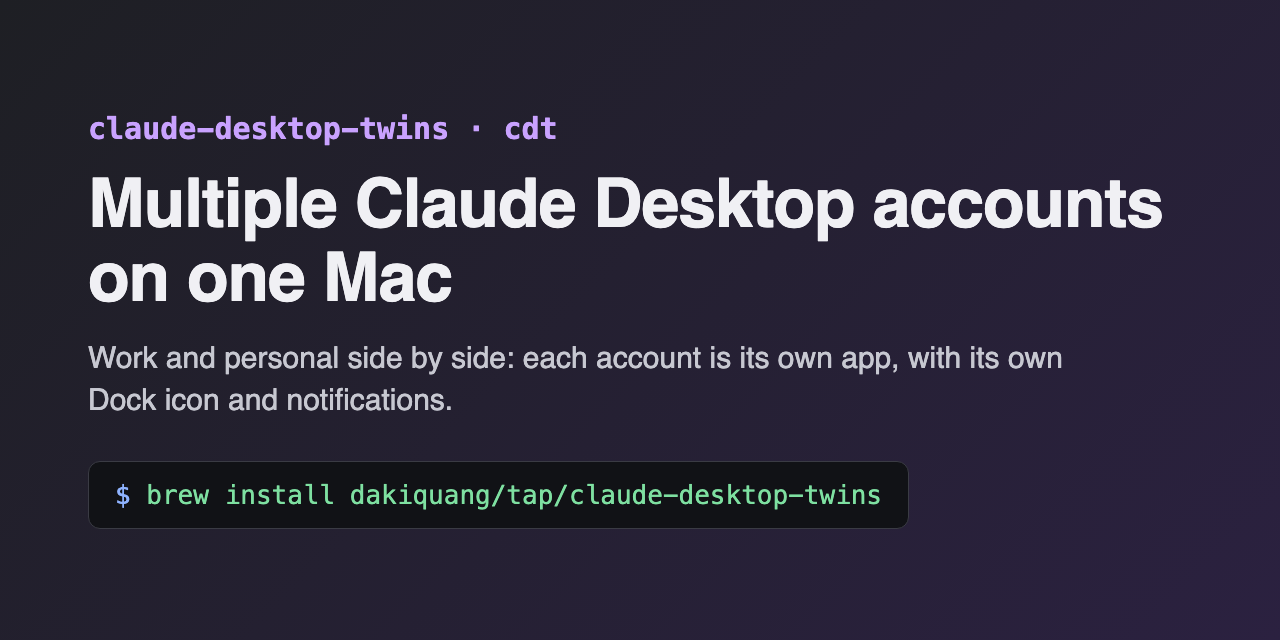 claude-desktop-twins · cdt
Multiple Claude Desktop accounts
on one Mac
Work and personal side by side: each account is its own app, with its own
Dock icon and notifications.
$ brew install dakiquang/tap/claude-desktop-twins